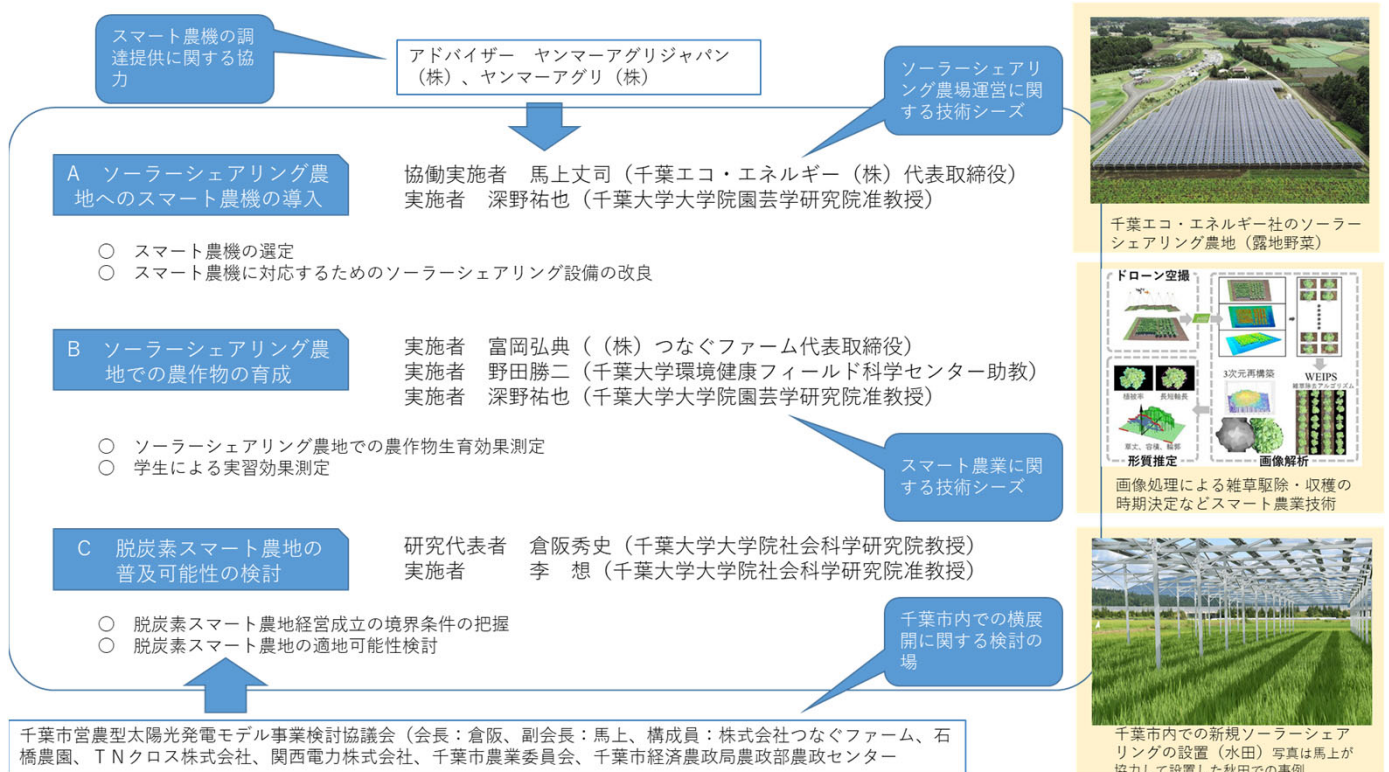 スマート農機の調
達提供に関する協
力
アドバイザー　ヤンマーアグリジャパン
（株）、ヤンマーアグリ（株）
ソーラーシェアリ
ング農場運営に関
する技術シーズ
A　ソーラーシェアリング農
地へのスマート農機の導入
協働実施者　馬上丈司（千葉エコ・エネルギー（株）代表取締役）
実施者　深野祐也（千葉大学大学院園芸学研究院准教授）
○　スマート農機の選定
○　スマート農機に対応するためのソーラーシェアリング設備の改良
B　ソーラーシェアリング農
地での農作物の育成
実施者　富岡弘典（（株）つなぐファーム代表取締役）
実施者　野田勝二（千葉大学環境健康フィールド科学センター助教）
実施者　深野祐也（千葉大学大学院園芸学研究院准教授）
○　ソーラーシェアリング農地での農作物生育効果測定
○　学生による実習効果測定
スマート農業に関
する技術シーズ
C　脱炭素スマート農地の
普及可能性の検討
研究代表者　倉阪秀史（千葉大学大学院社会科学研究院教授）
実施者　　李　想（千葉大学大学院社会科学研究院准教授）
○　脱炭素スマート農地経営成立の境界条件の把握
○　脱炭素スマート農地の適地可能性検討
千葉市内での横展
開に関する検討の
場
千葉市営農型太陽光発電モデル事業検討協議会（会長：倉阪、副会長：馬上、構成員：株式会社つなぐファーム、石
橋農園、ＴＮクロス株式会社、関西電力株式会社、千葉市農業委員会、千葉市経済農政局農政部農政センター
千葉エコ・エネルギー社のソーラー
シェアリング農地（露地野菜）
ドローン空撮
3次元再構築
WEIPS
雑草除去アルゴリズム
植被率
長短軸長
草丈、容積、輪郭
形質推定
画像解析
画像処理による雑草駆除・収穫の
時期決定などスマート農業技術
千葉市内での新規ソーラーシェア
リングの設置（水田）写真は馬上が
協力して設置した秋田での事例